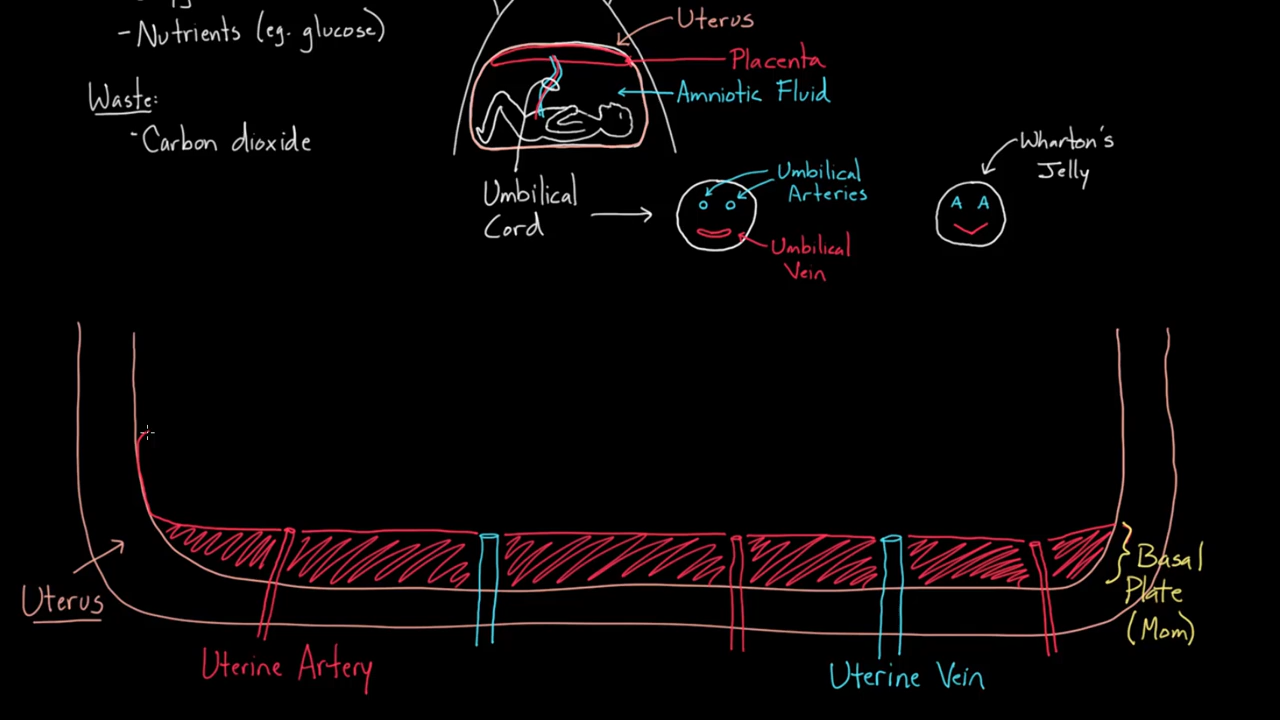 -Nutrients (eg. glucose)
Waste:
-Carbon dioxide
Uterus
Placenta
Amniotic Fluid
Umbilical
Cord
Umbilical
Arteries
Umbilical
Vein
Wharton's
Jelly
A A
Uterus
Uterine Artery
Uterine Vein
Basal
Plate
(Mom)